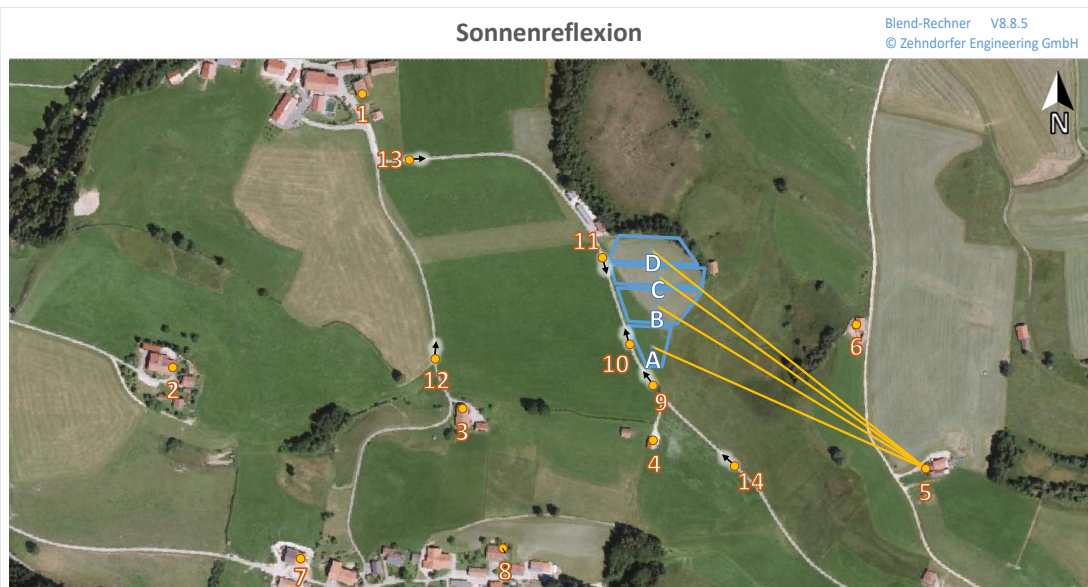 Sonnenreflexion
Blend-Rechner V8.8.5
© Zehndorfer Engineering GmbH
N
1
13
11
D
C
B
A
10
6
2
12
9
3
4
14
5
7
8